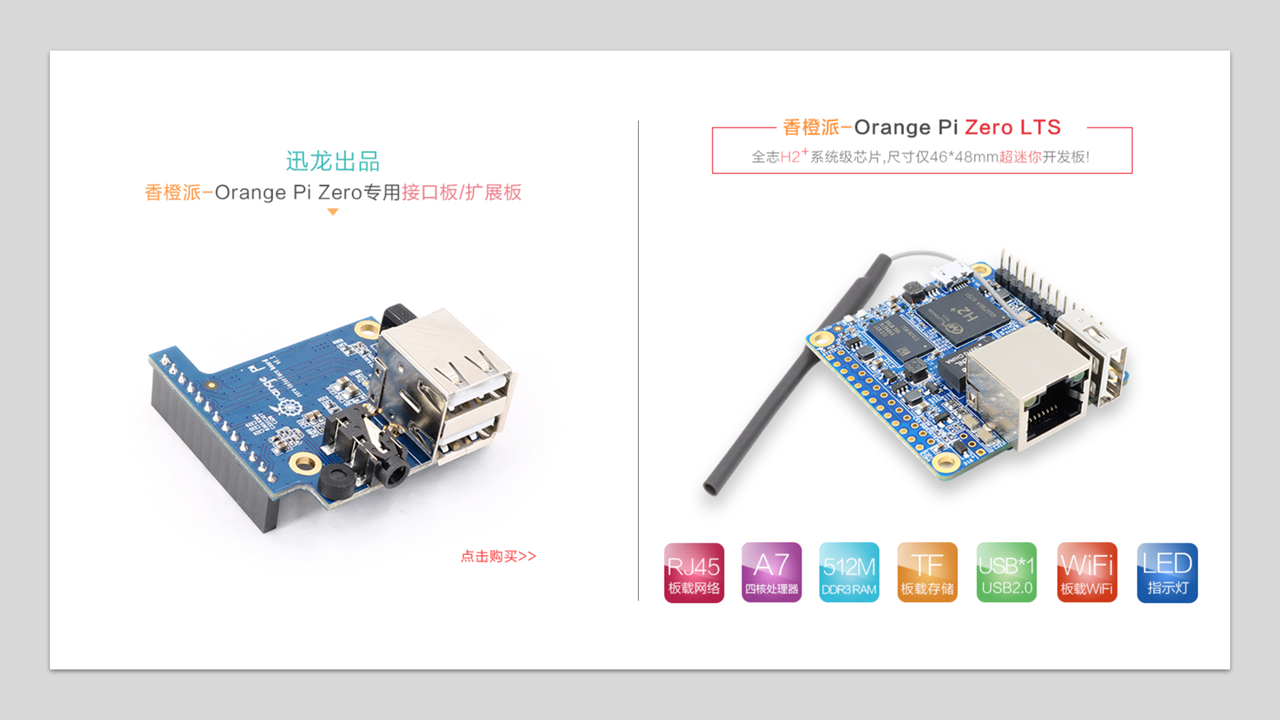 迅龙出品
香橙派-Orange Pi Zero专用接口板/扩展板
点击购买>>
Orange Pi
香橙派-Orange Pi Zero LTS
全志H2+系统级芯片,尺寸仅46*48mm超迷你开发板!
H2+
RJ45
板载网络
A7
四核处理器
512M
DDR3 RAM
TF
板载存储
USB*1
USB2.0
WiFi
板载WiFi
LED
指示灯